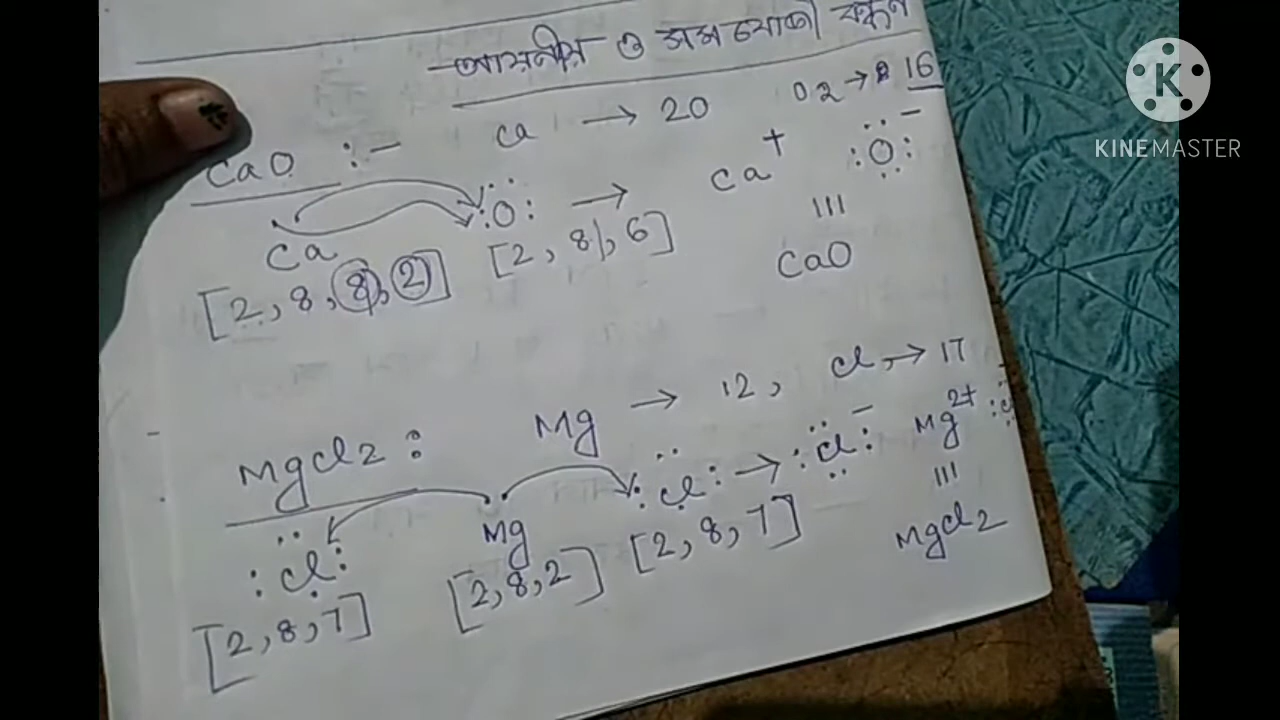 আয়নীয় ও সমযোজী বন্ধন
CaO :- Ca → 20 O2 → 16
Ca :O: → Ca+ :O:-
[2, 8, 8, 2] [2, 8, 6] ||| CaO
MgCl2 : Mg → 12, Cl → 17
:Cl: Mg :Cl: → :Cl:- Mg2+ :Cl
[2, 8, 7] [2, 8, 2] [2, 8, 7] ||| MgCl2
K
KINEMASTER